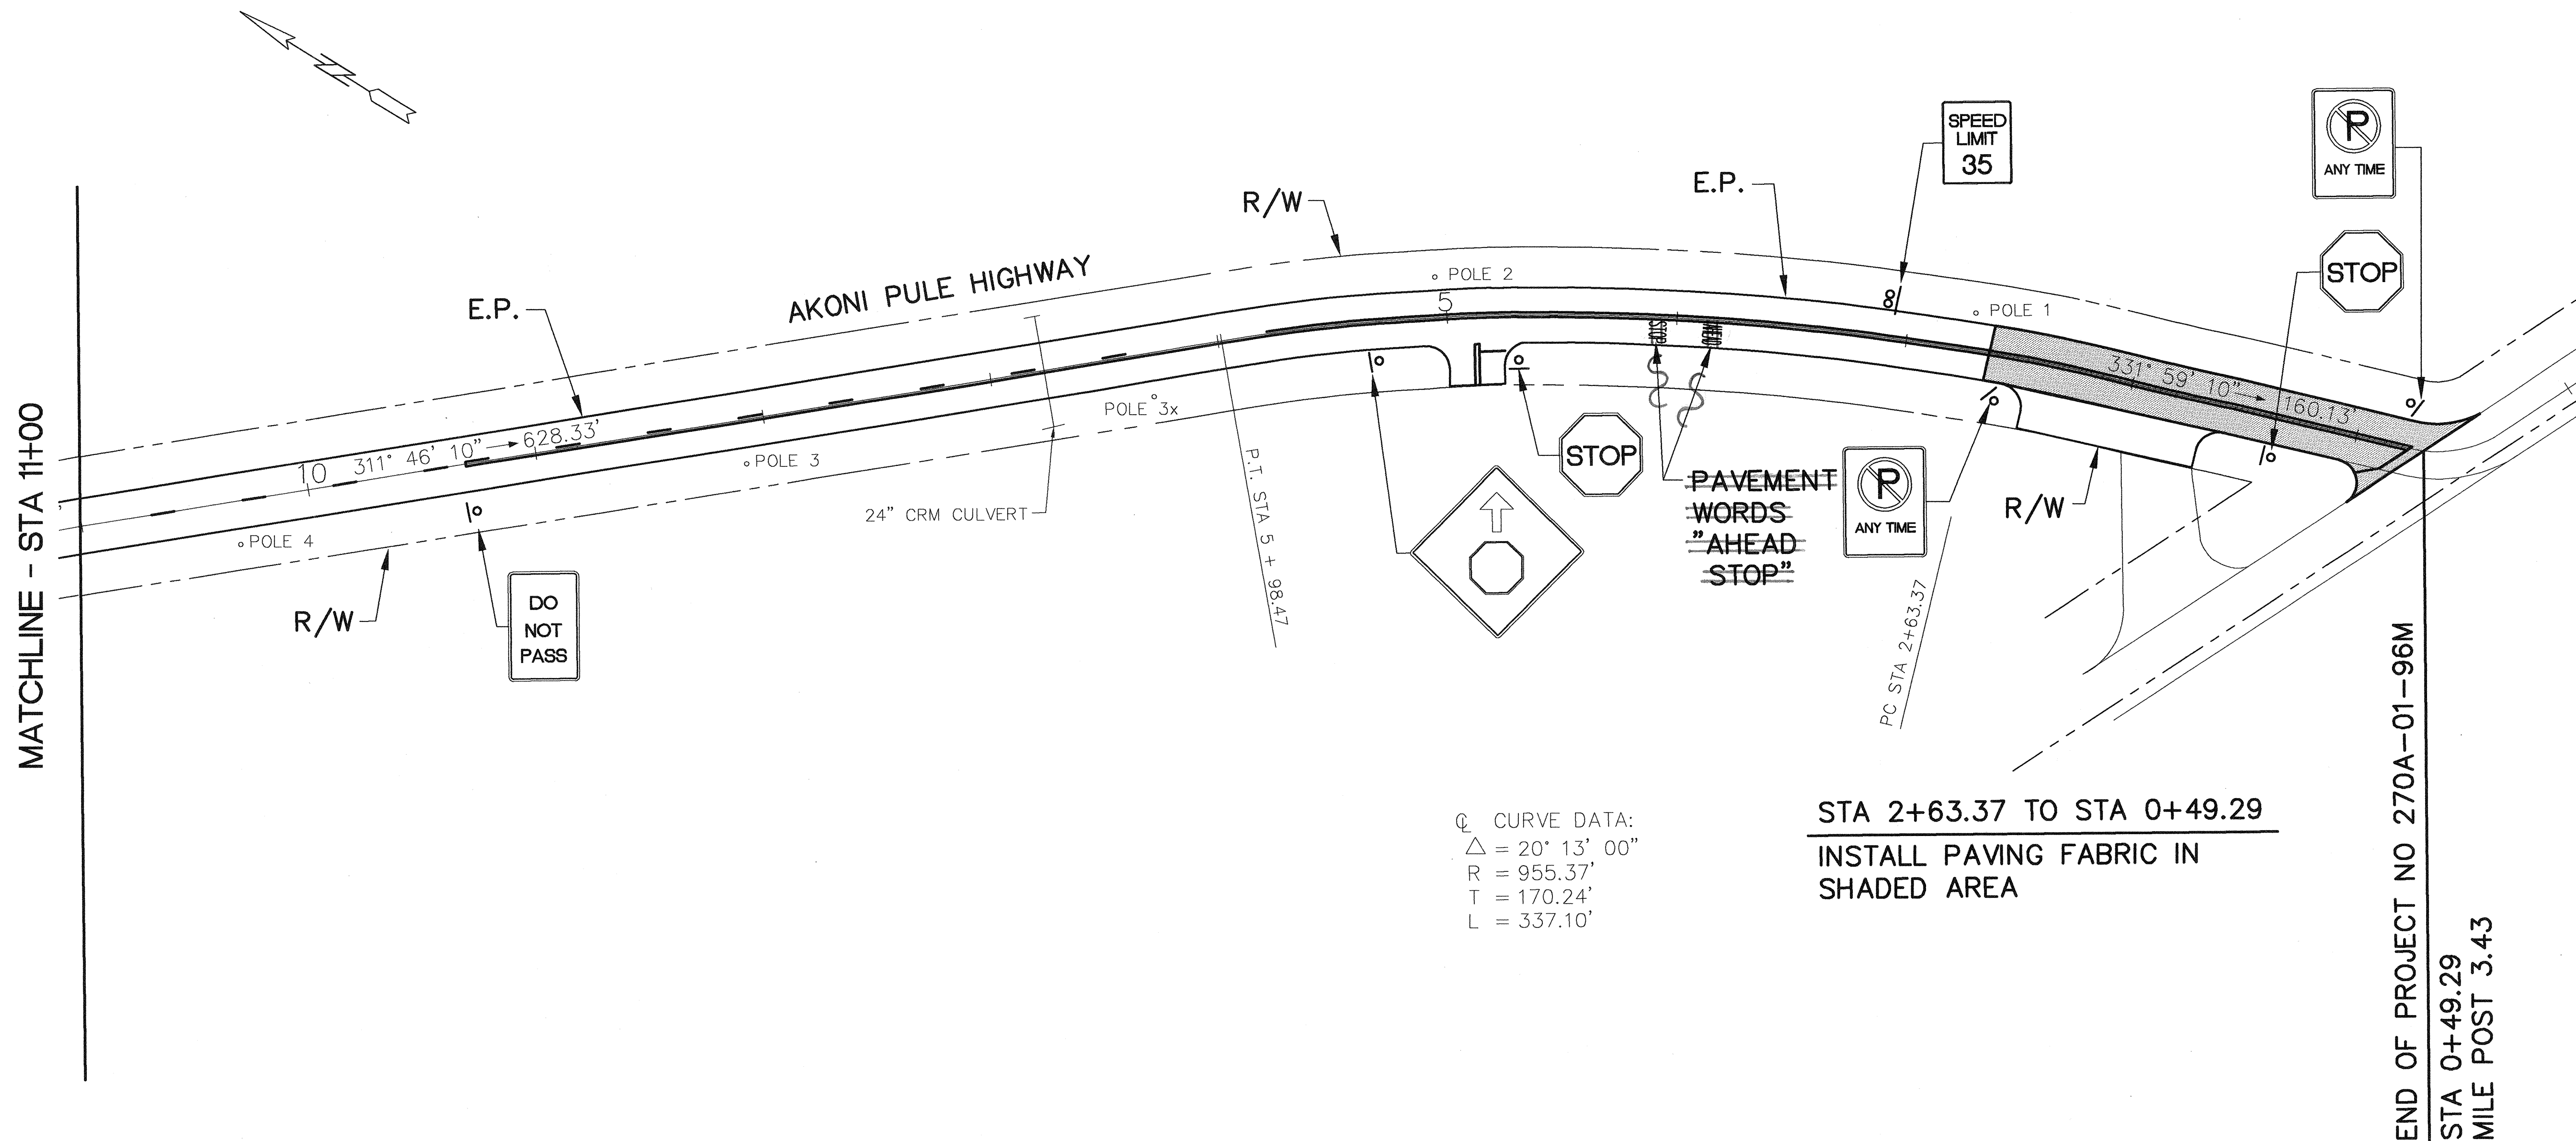 N
SPEED
LIMIT
35
P
ANY TIME
STOP
R/W
E.P.
POLE 2
POLE 1
AKONI PULE HIGHWAY
E.P.
5
331° 59' 10" 160.13'
STOP
AHEAD
MATCHLINE - STA 11+00
10
311° 46' 10" 628.33'
POLE 3x
POLE 3
POLE 4
24" CRM CULVERT
R/W
DO
NOT
PASS
P.T. STA 5 + 98.47
STOP
PAVEMENT
WORDS
"AHEAD
STOP"
P
ANY TIME
R/W
PC STA 2+63.37
℄ CURVE DATA:
△ = 20° 13' 00"
R = 955.37'
T = 170.24'
L = 337.10'
STA 2+63.37 TO STA 0+49.29
INSTALL PAVING FABRIC IN
SHADED AREA
END OF PROJECT NO 270A-01-96M
STA 0+49.29
MILE POST 3.43